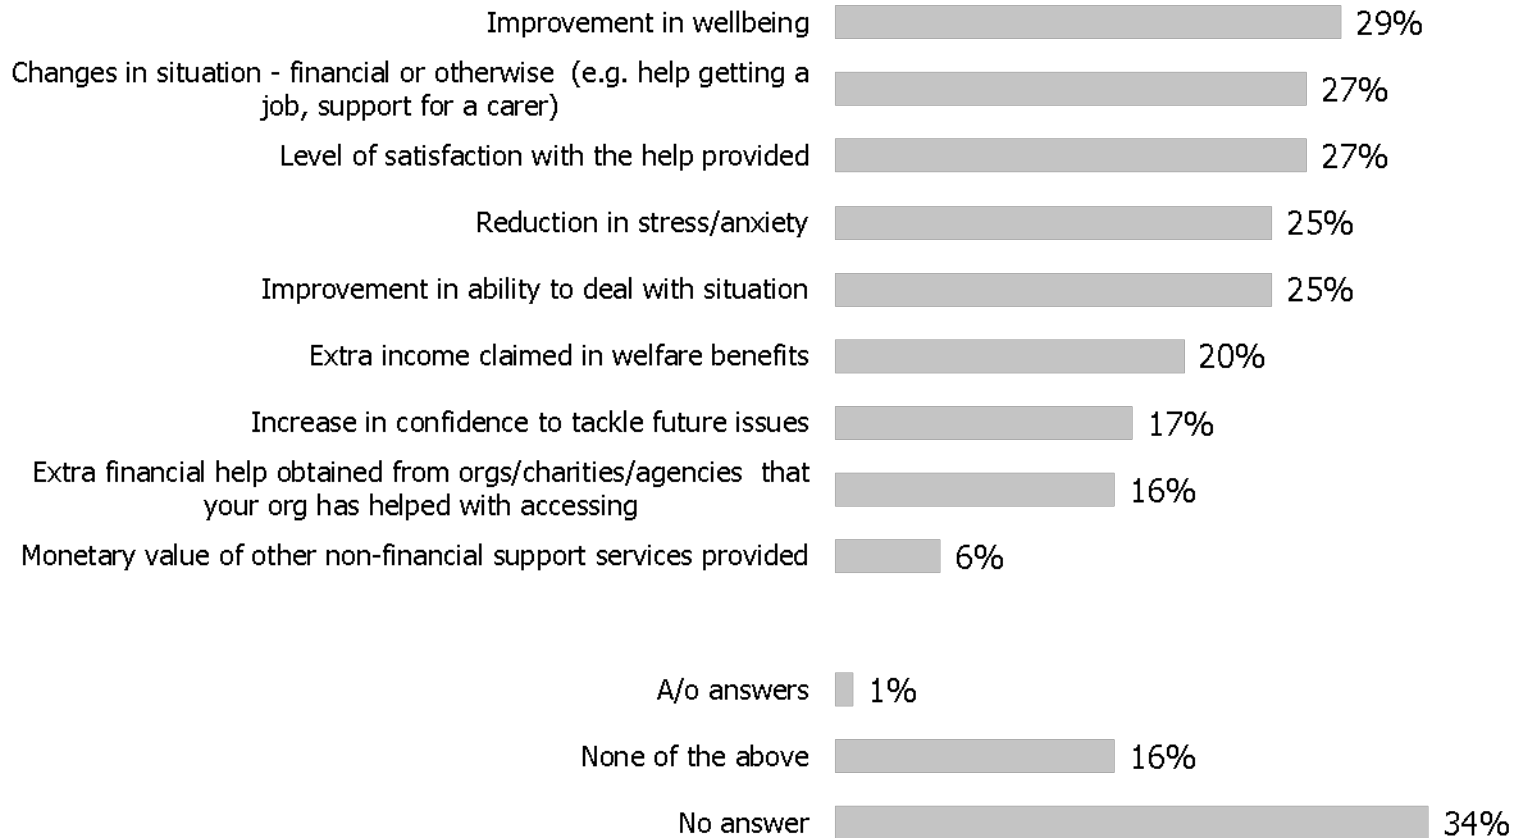 Improvement in wellbeing 29%
Changes in situation - financial or otherwise (e.g. help getting a
job, support for a carer) 27%
Level of satisfaction with the help provided 27%
Reduction in stress/anxiety 25%
Improvement in ability to deal with situation 25%
Extra income claimed in welfare benefits 20%
Increase in confidence to tackle future issues 17%
Extra financial help obtained from orgs/charities/agencies that
your org has helped with accessing 16%
Monetary value of other non-financial support services provided 6%
A/o answers 1%
None of the above 16%
No answer 34%